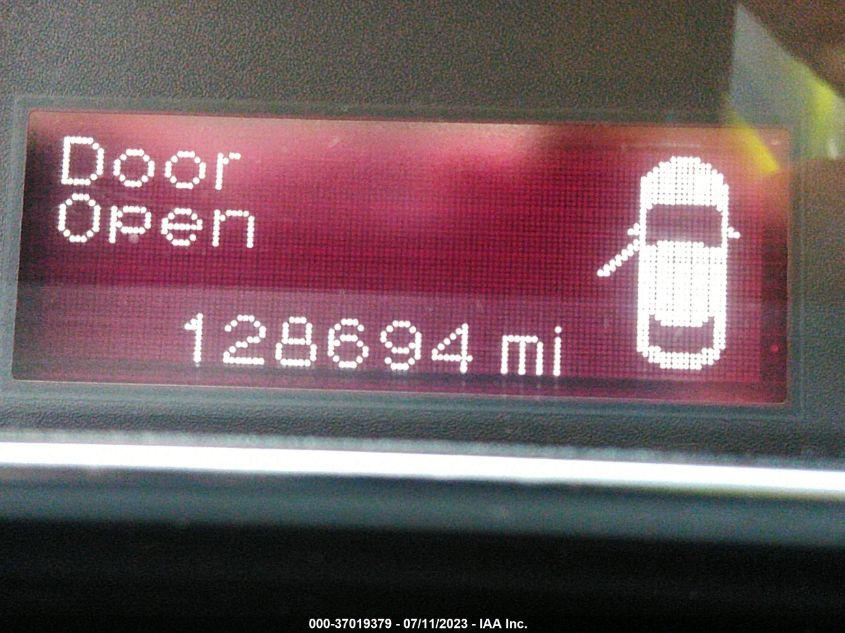 Door
Open
128694 mi
000-37019379 - 07/11/2023 - IAA Inc.